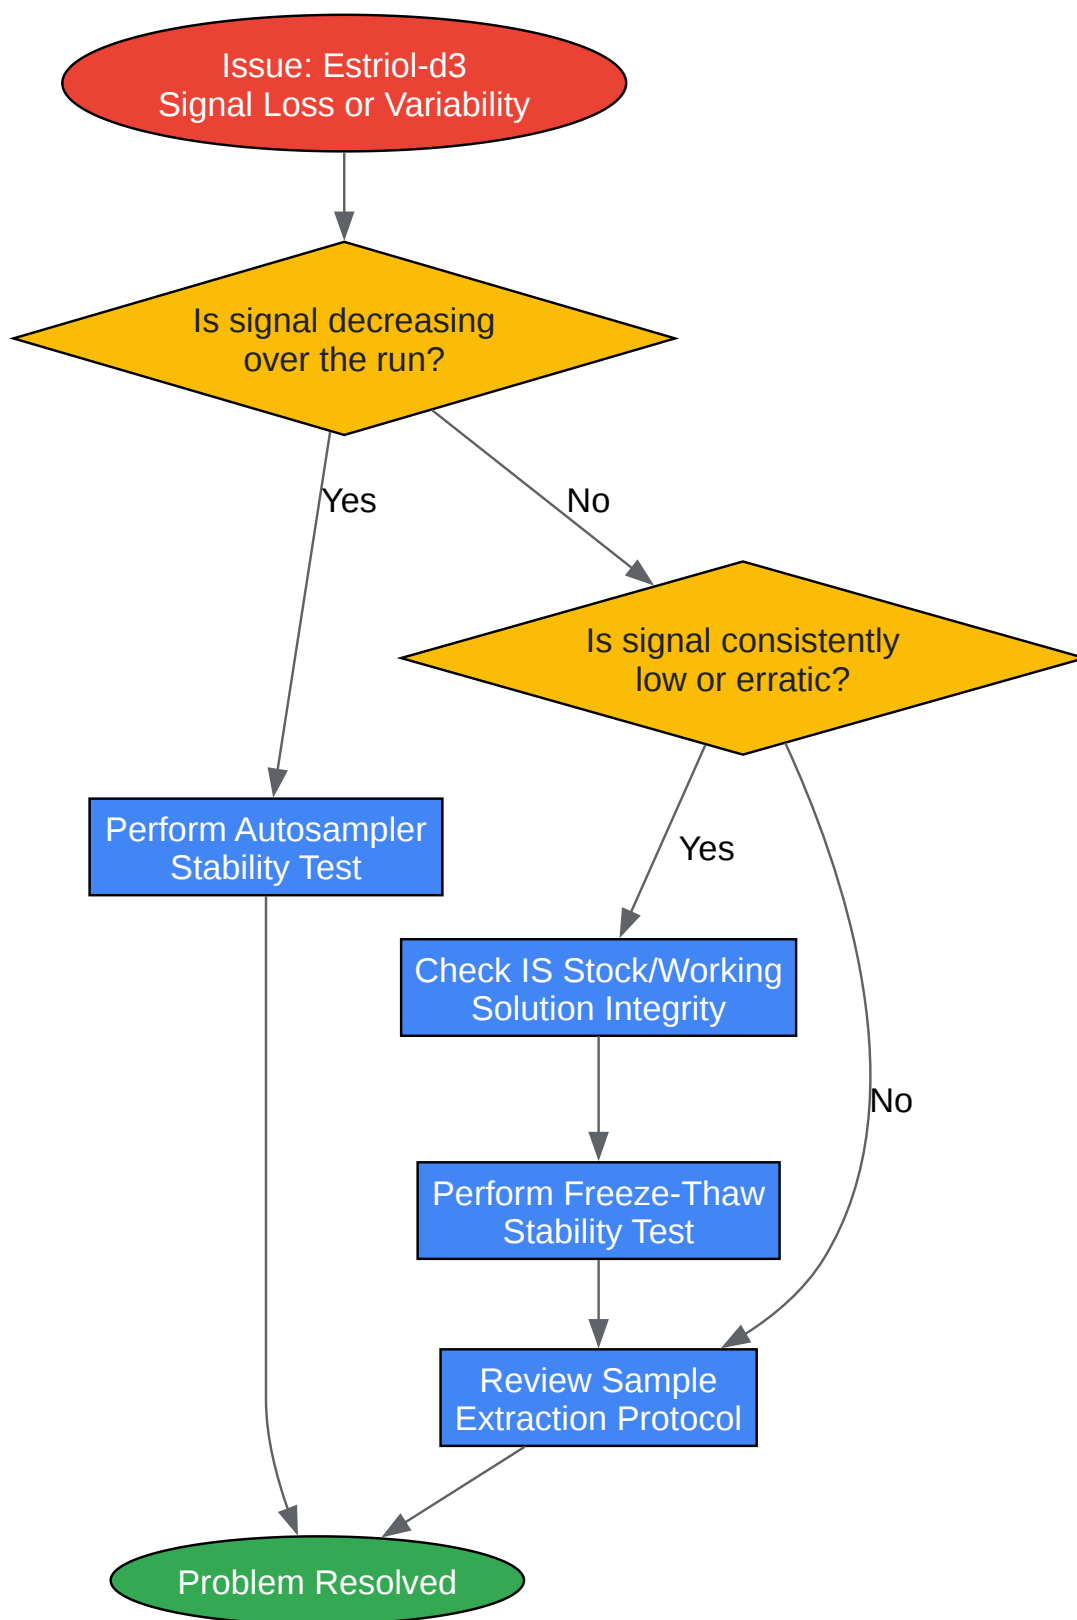 Issue: Estriol-d3
Signal Loss or Variability
Is signal decreasing
over the run?
Yes
No
Is signal consistently
low or erratic?
Perform Autosampler
Stability Test
Yes
Check IS Stock/Working
Solution Integrity
No
Perform Freeze-Thaw
Stability Test
Review Sample
Extraction Protocol
Problem Resolved